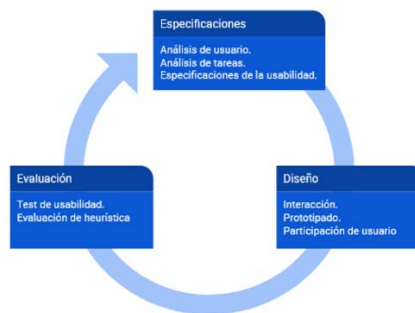 Especificaciones
Análisis de usuario.
Análisis de tareas.
Especificaciones de la usabilidad.
Evaluación
Test de usabilidad.
Evaluación de heurística
Diseño
Interacción.
Prototipado.
Participación de usuario